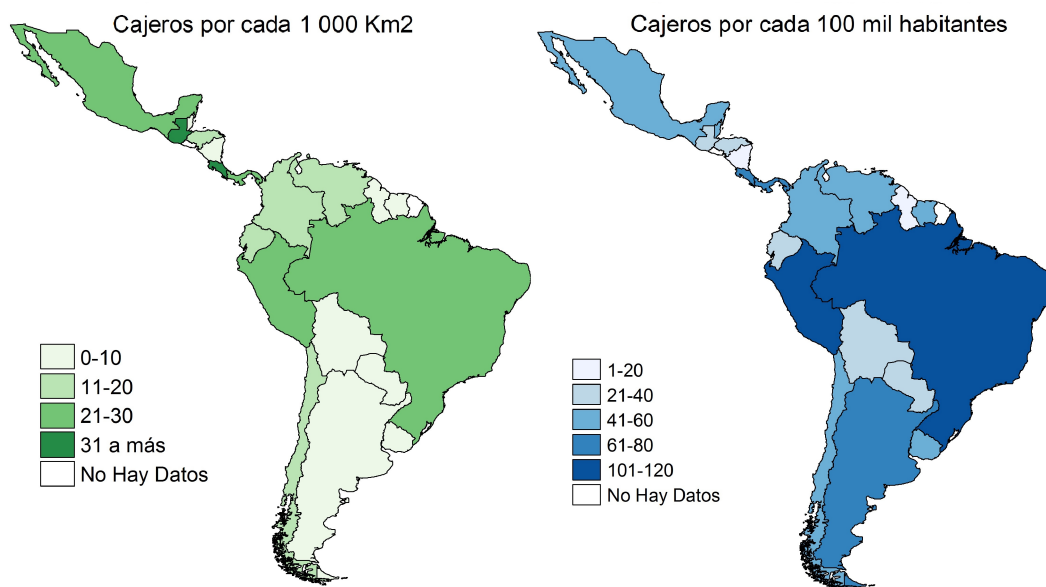 Cajeros por cada 1 000 Km2
0-10
11-20
21-30
31 a más
No Hay Datos
Cajeros por cada 100 mil habitantes
1-20
21-40
41-60
61-80
101-120
No Hay Datos